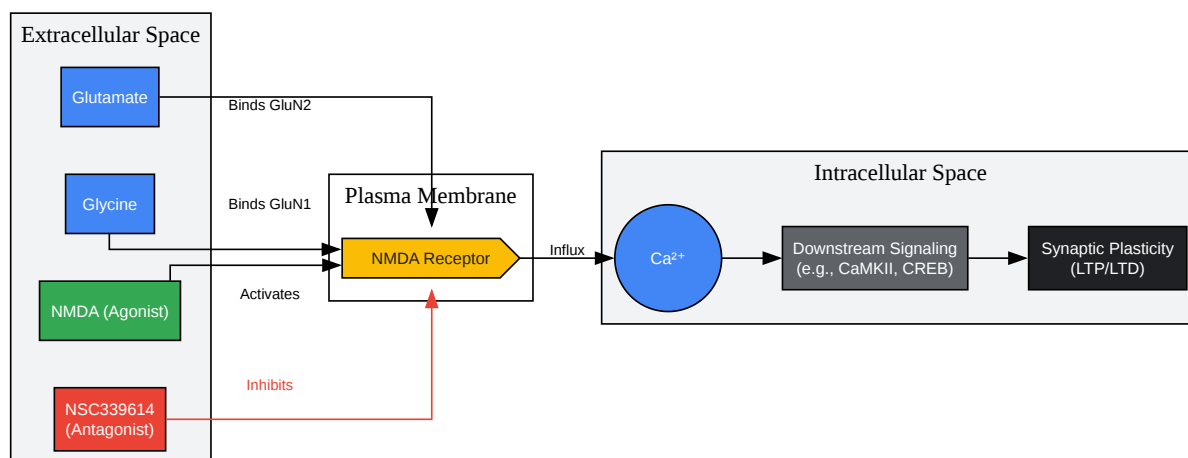 Extracellular Space
Glutamate
Binds GluN2
Glycine
Binds GluN1
NMDA (Agonist)
Activates
NSC339614
(Antagonist)
Inhibits
Plasma Membrane
NMDA Receptor
Influx
Intracellular Space
Ca²⁺
Downstream Signaling
(e.g., CaMKII, CREB)
Synaptic Plasticity
(LTP/LTD)